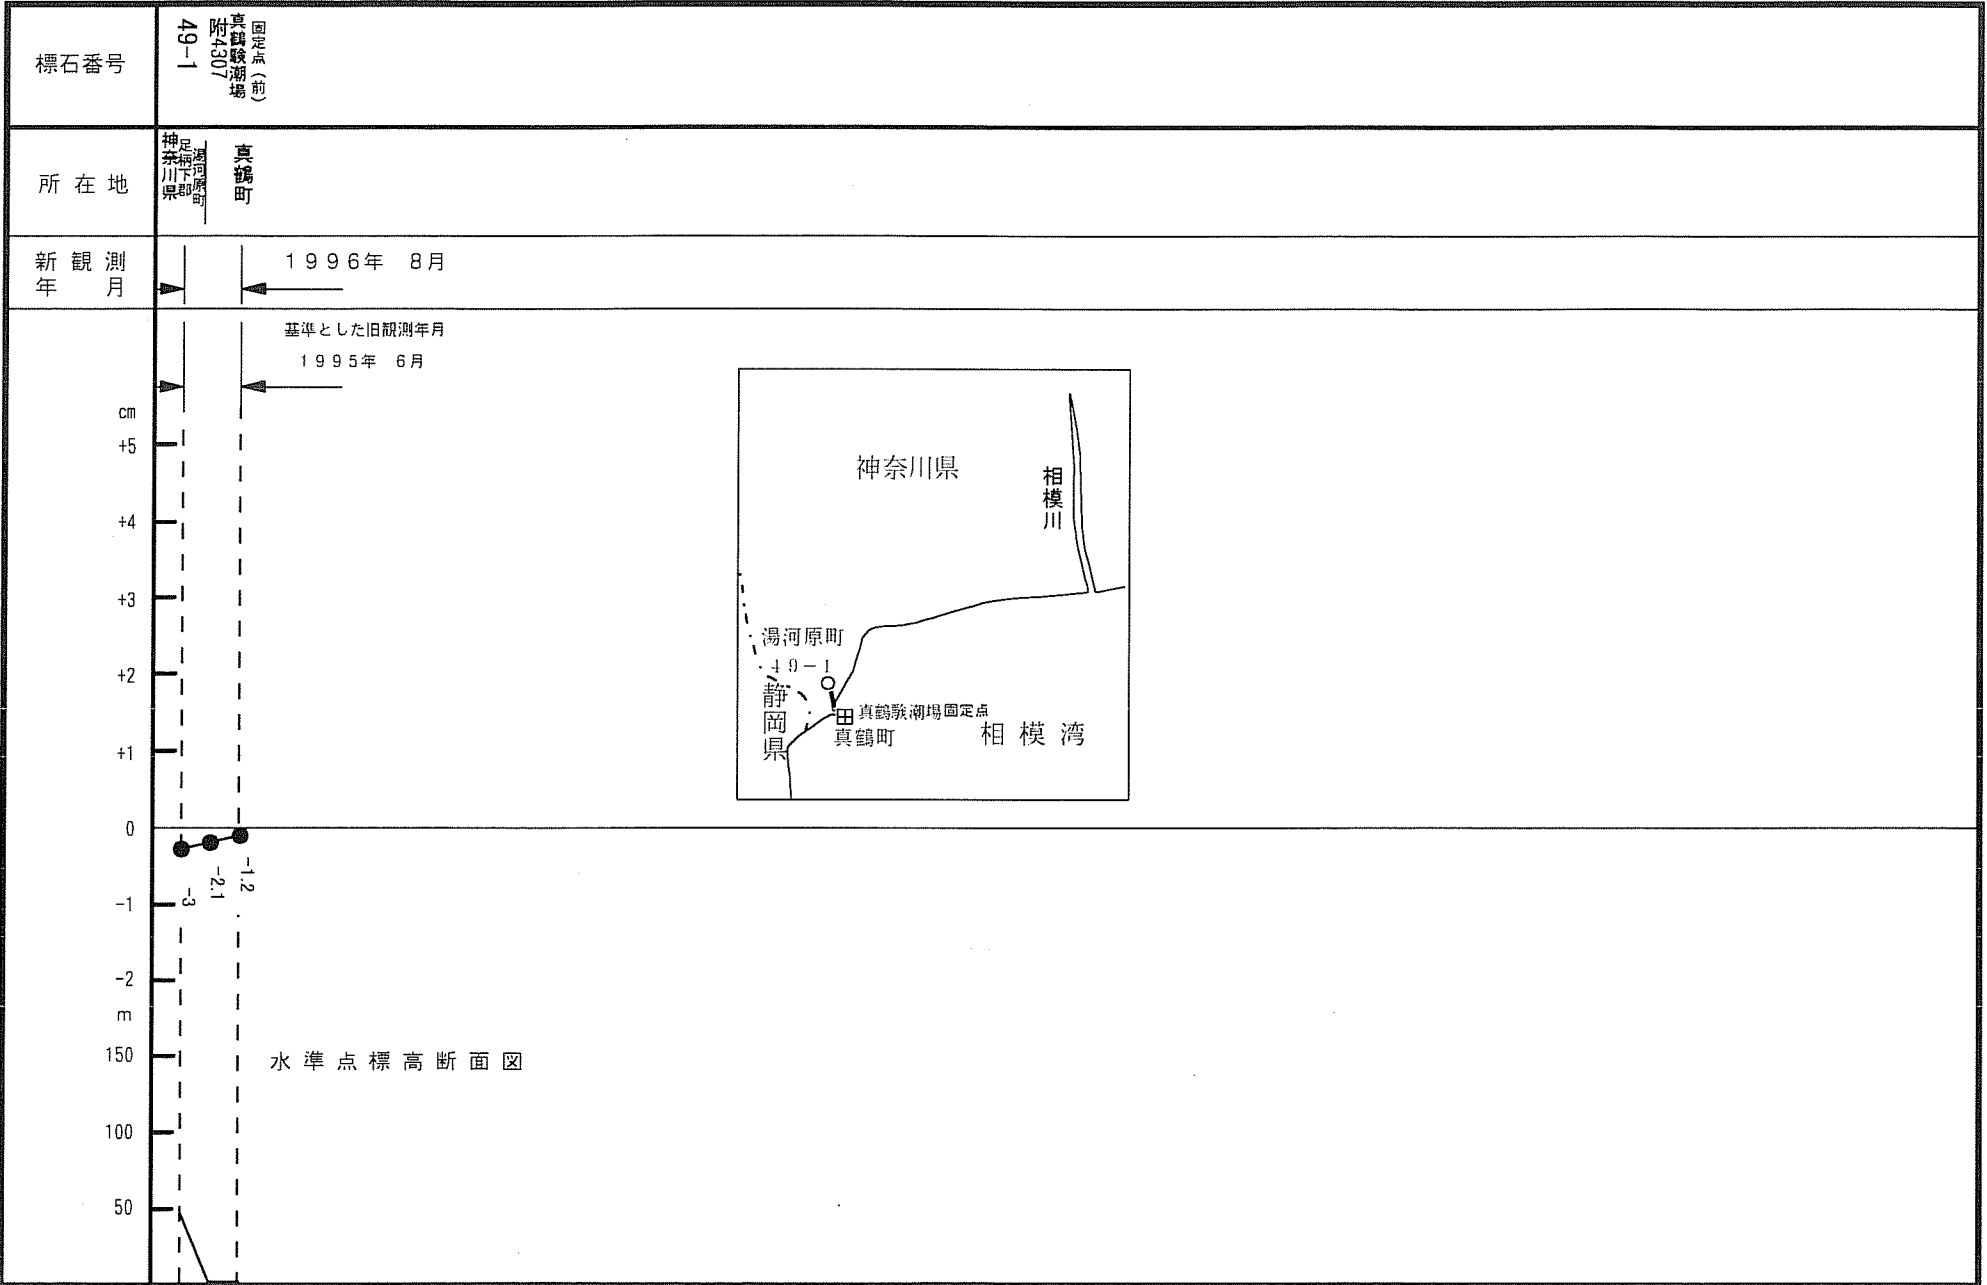 標石番号
49-1
附4307
真鶴験潮場
固定点(前)
所在地
神奈川県
足柄下郡
湯河原町
真鶴町
新観測
年月
1996年 8月
基準とした旧観測年月
1995年 6月
cm
+5
+4
+3
+2
+1
0
-1
-2
-3
-2.1
-1.2
m
150
100
50
水準点標高断面図
神奈川県
相模川
湯河原町
49-1
静岡県
真鶴験潮場固定点
真鶴町
相模湾